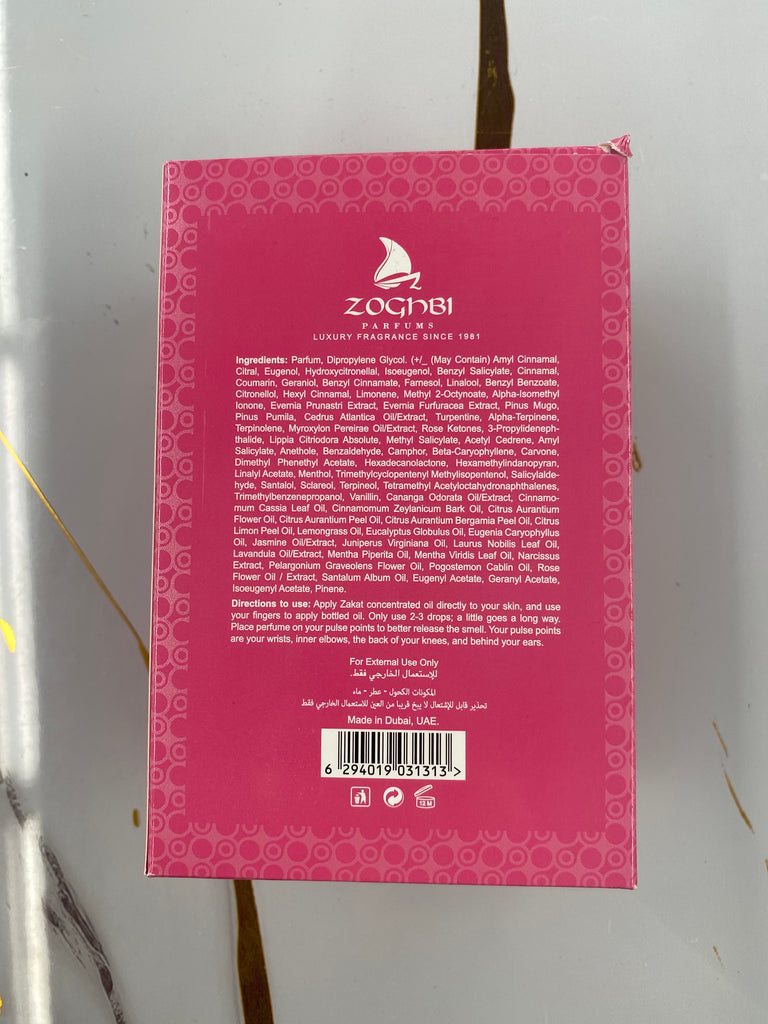 ZOGHBI
PARFUMS
LUXURY FRAGRANCE SINCE 1981
Ingredients: Parfum, Dipropylene Glycol. (+/_ (May Contain) Amyl Cinnamal,
Citral, Eugenol, Hydroxycitronellal, Isoeugenol, Benzyl Salicylate, Cinnamal,
Coumarin, Geraniol, Benzyl Cinnamate, Farnesol, Linalool, Benzyl Benzoate,
Citronellol, Hexyl Cinnamal, Limonene, Methyl 2-Octynoate, Alpha-Isomethyl
Ionone, Evernia Prunastri Extract, Evernia Furfuracea Extract, Pinus Mugo,
Pinus Pumila, Cedrus Atlantica Oil/Extract, Turpentine, Alpha-Terpinene,
Terpinolene, Myroxylon Pereirae Oil/Extract, Rose Ketones, 3-Propylideneph-
thalide, Lippia Citriodora Absolute, Methyl Salicylate, Acetyl Cedrene, Amyl
Salicylate, Anethole, Benzaldehyde, Camphor, Beta-Caryophyllene, Carvone,
Dimethyl Phenethyl Acetate, Hexadecanolactone, Hexamethylindanopyran,
Linalyl Acetate, Menthol, Trimethylcyclopentenyl Methylisopentenol, Salicylalde-
hyde, Santalol, Sclareol, Terpineol, Tetramethyl Acetyloctahydronaphthalenes,
Trimethylbenzenepropanol, Vanillin, Cananga Odorata Oil/Extract, Cinnamo-
mum Cassia Leaf Oil, Cinnamomum Zeylanicum Bark Oil, Citrus Aurantium
Flower Oil, Citrus Aurantium Peel Oil, Citrus Aurantium Bergamia Peel Oil, Citrus
Limon Peel Oil, Lemongrass Oil, Eucalyptus Globulus Oil, Eugenia Caryophyllus
Oil, Jasmine Oil/Extract, Juniperus Virginiana Oil, Laurus Nobilis Leaf Oil,
Lavandula Oil/Extract, Mentha Piperita Oil, Mentha Viridis Leaf Oil, Narcissus
Extract, Pelargonium Graveolens Flower Oil, Pogostemon Cablin Oil, Rose
Flower Oil / Extract, Santalum Album Oil, Eugenyl Acetate, Geranyl Acetate,
Isoeugenyl Acetate, Pinene.
Directions to use: Apply Zakat concentrated oil directly to your skin, and use
your fingers to apply bottled oil. Only use 2-3 drops; a little goes a long way.
Place perfume on your pulse points to better release the smell. Your pulse points
are your wrists, inner elbows, the back of your knees, and behind your ears.
For External Use Only
للإستعمال الخارجي فقط.
المكونات الكحول - عطر - ماء
تحذير قابل للإشتعال لا يبخ قريبا من العين للاستعمال الخارجي فقط
Made in Dubai, UAE.
6 294019 031313 >
12 M